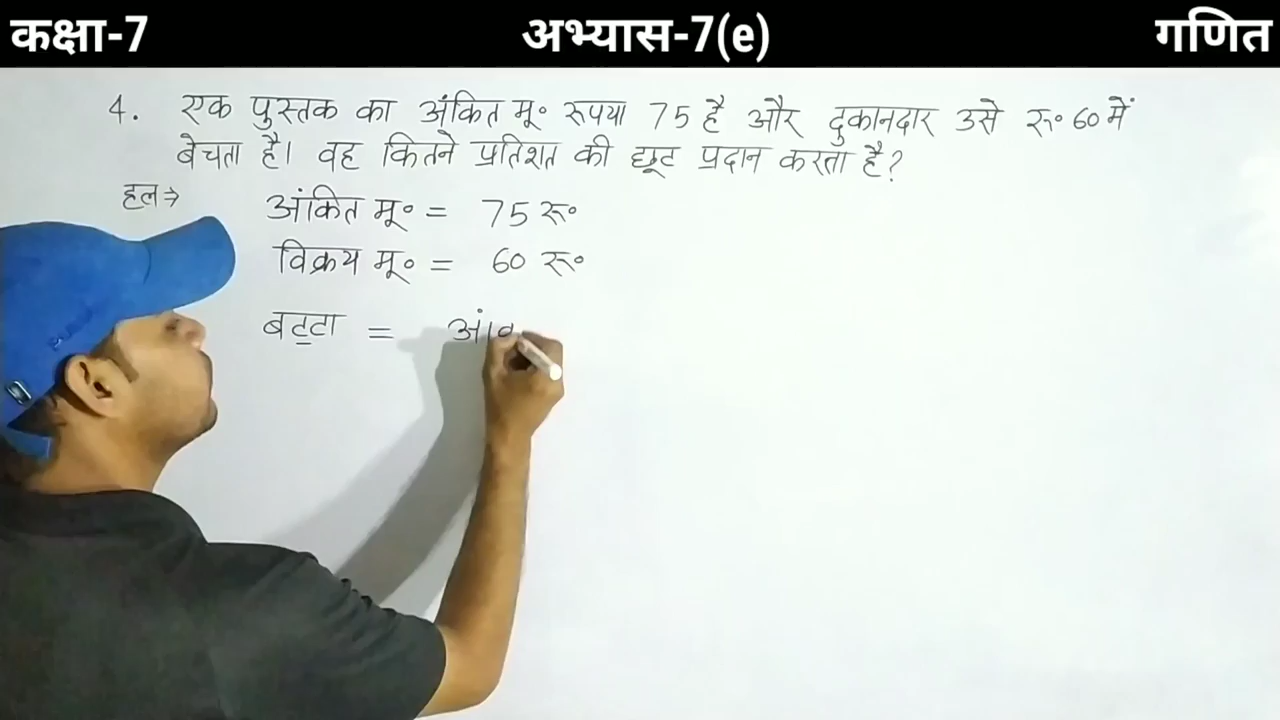 कक्षा-7 अभ्यास-7(e) गणित
4. एक पुस्तक का अंकित मू॰ रूपया 75 है और दुकानदार उसे रू॰ 60 में
बेचता है। वह कितने प्रतिशत की छूट प्रदान करता है?
हल→
अंकित मू॰ = 75 रू॰
विक्रय मू॰ = 60 रू॰
बट्टा =